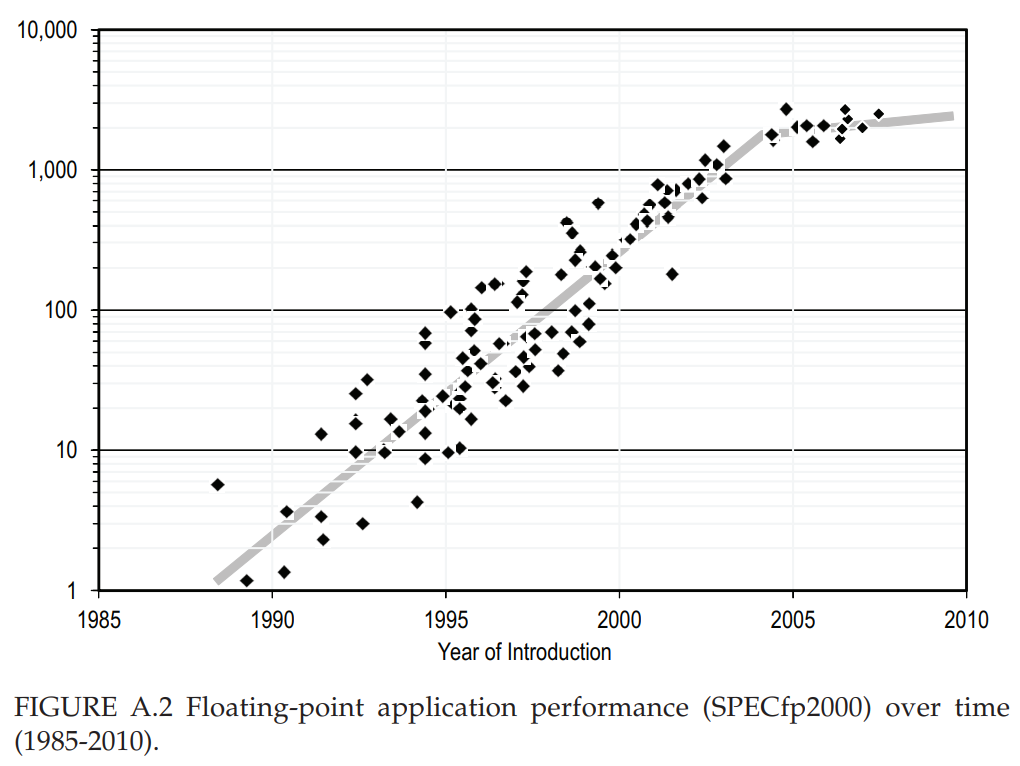 10,000
1,000
100
10
1
1985 1990 1995 2000 2005 2010
Year of Introduction
FIGURE A.2 Floating-point application performance (SPECfp2000) over time
(1985-2010).